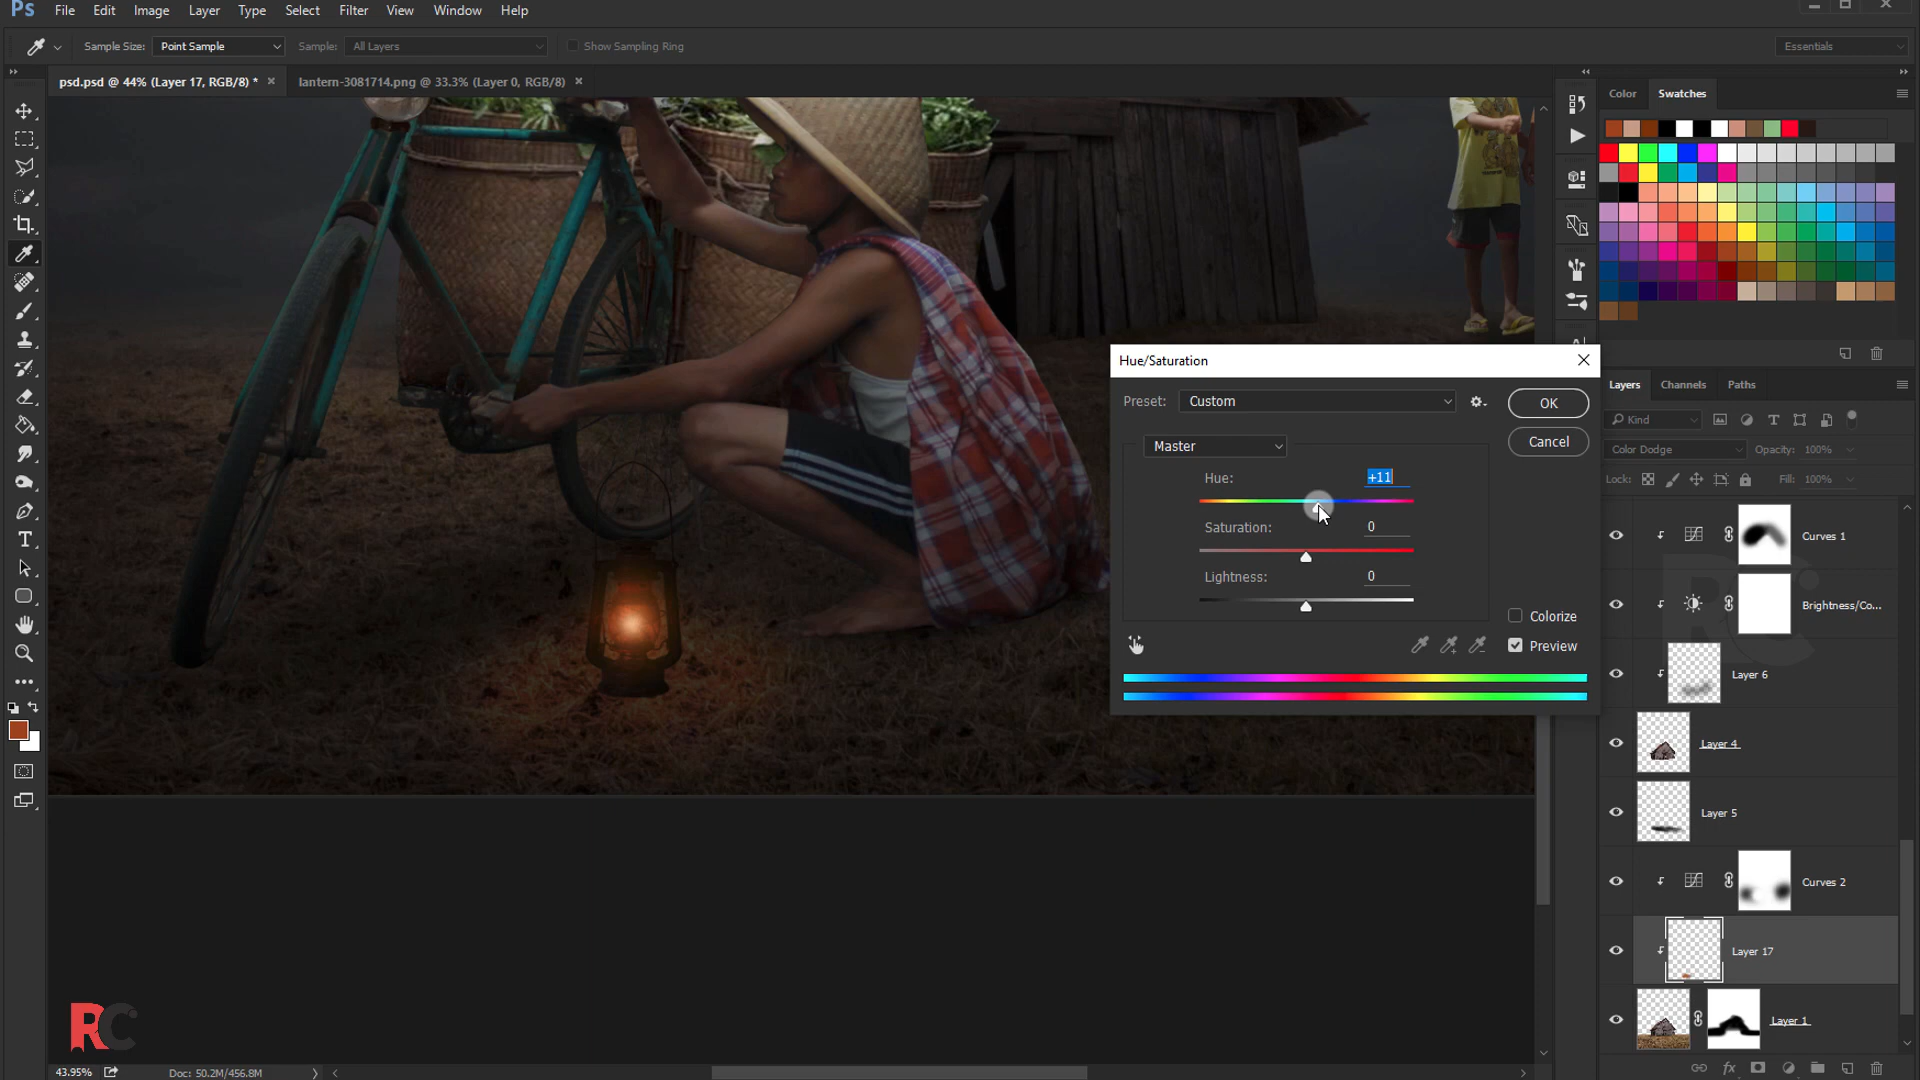 Ps File Edit Image Layer Type Select Filter View Window Help
Sample Size: Point Sample Sample: All Layers Show Sampling Ring Essentials
psd.psd @ 44% (Layer 17, RGB/8) * × lantern-3081714.png @ 33.3% (Layer 0, RGB/8) ×
Color Swatches
Hue/Saturation
Preset: Custom OK
Cancel
Master
Hue: +11
Saturation: 0
Lightness: 0
Colorize
Preview
Layers Channels Paths
Kind
Color Dodge Opacity: 100%
Lock: Fill: 100%
Curves 1
Brightness/Co...
Layer 6
Layer 4
Layer 5
Curves 2
Layer 17
Layer 1
RC
RC
43.95% Doc: 50.2M/456.8M